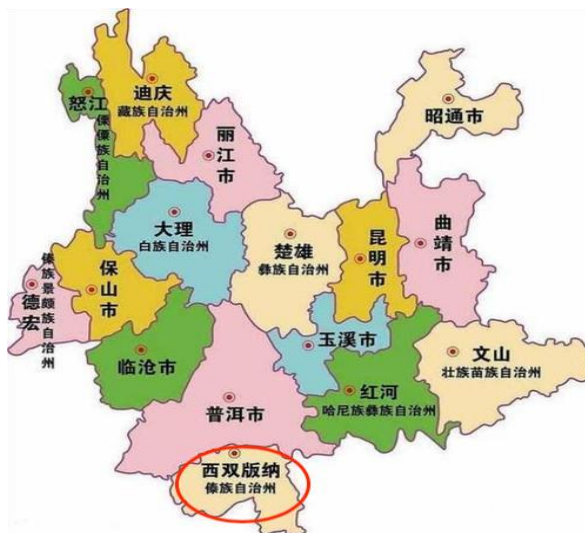 迪庆
藏族自治州
怒江
傈僳族自治州
昭通市
丽江市
曲靖市
大理
白族自治州
楚雄
彝族自治州
昆明市
保山市
德宏
傣族景颇族自治州
玉溪市
临沧市
文山
壮族苗族自治州
红河
哈尼族彝族自治州
普洱市
西双版纳
傣族自治州